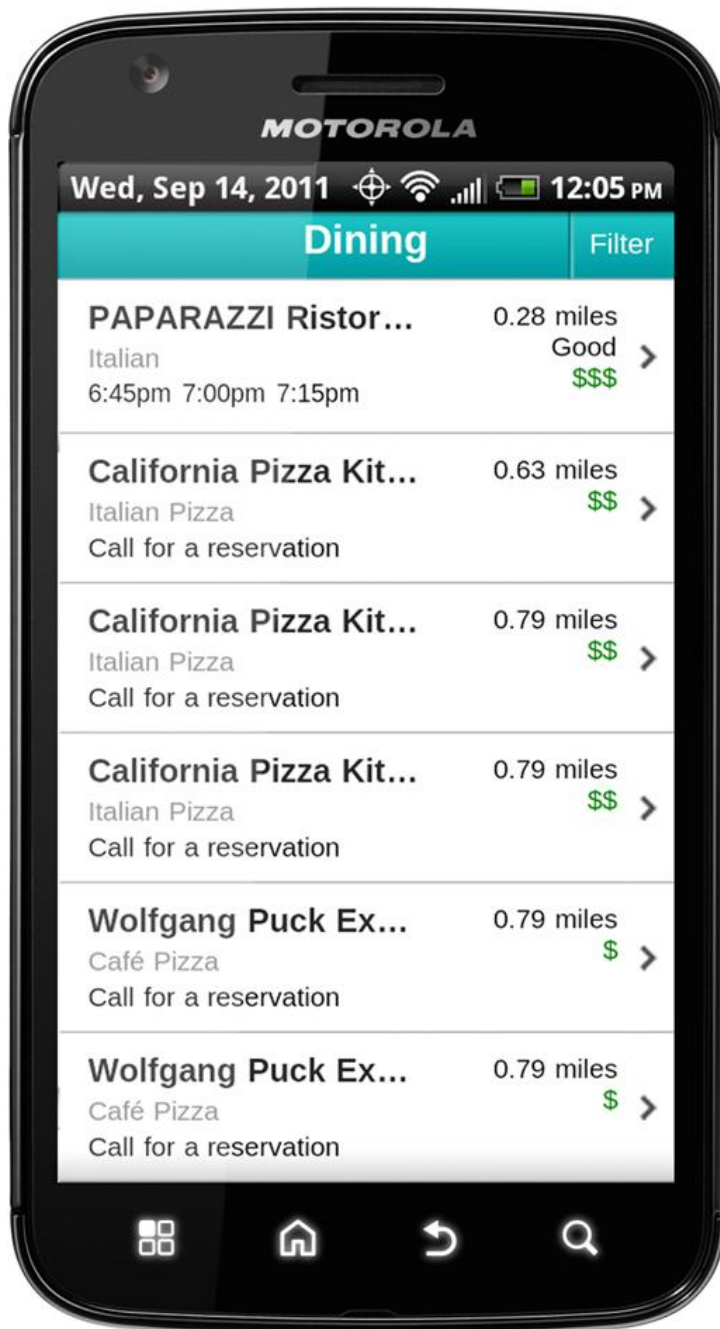 MOTOROLA
Wed, Sep 14, 2011 12:05 PM
Dining Filter
PAPARAZZI Ristor... 0.28 miles
Italian Good
6:45pm 7:00pm 7:15pm $$$
California Pizza Kit... 0.63 miles
Italian Pizza $$
Call for a reservation
California Pizza Kit... 0.79 miles
Italian Pizza $$
Call for a reservation
California Pizza Kit... 0.79 miles
Italian Pizza $$
Call for a reservation
Wolfgang Puck Ex... 0.79 miles
Café Pizza $
Call for a reservation
Wolfgang Puck Ex... 0.79 miles
Café Pizza $
Call for a reservation